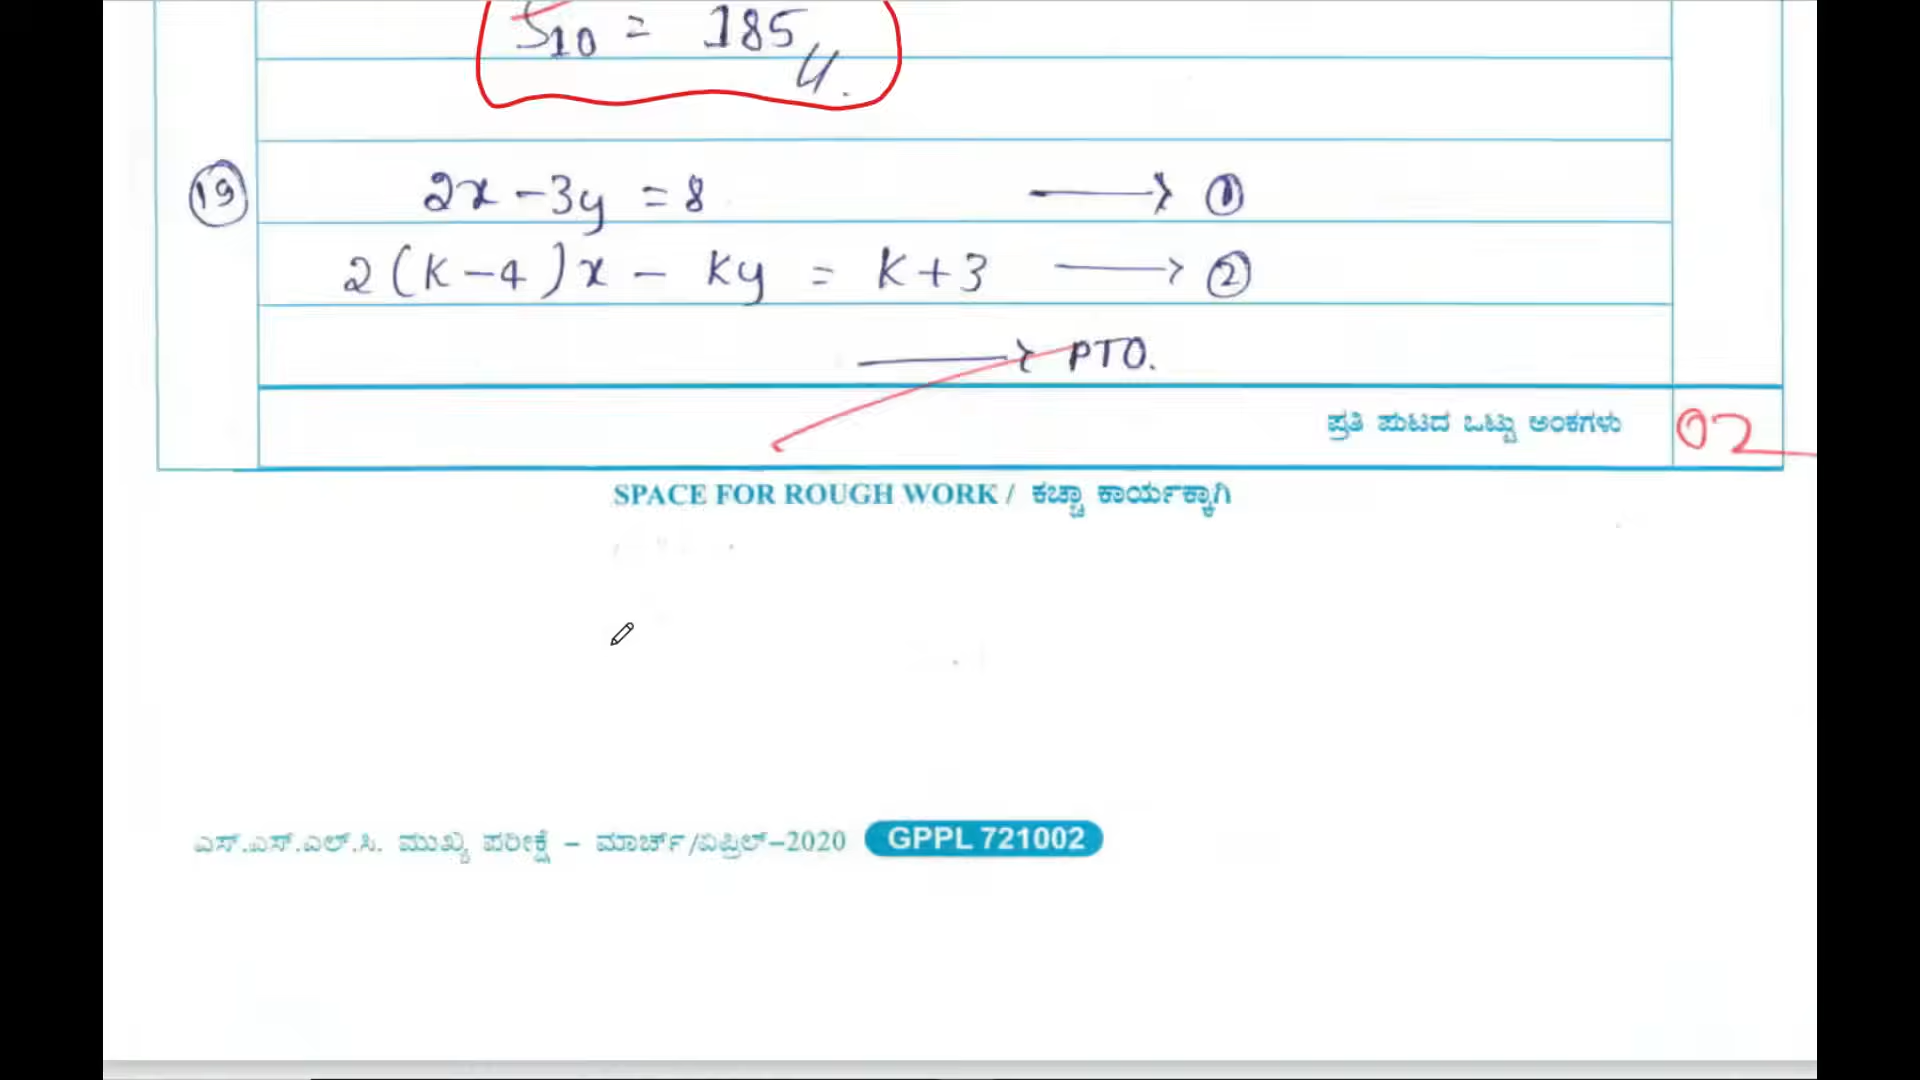 S10 = 185
19
2x - 3y = 8 → ①
2(K-4)x - Ky = K+3 → ②
→ PTO.
ಪ್ರತಿ ಪುಟದ ಒಟ್ಟು ಅಂಕಗಳು 02
SPACE FOR ROUGH WORK / ಕಚ್ಚಾ ಕಾರ್ಯಕ್ಕಾಗಿ
ಎಸ್.ಎಸ್.ಎಲ್.ಸಿ. ಮುಖ್ಯ ಪರೀಕ್ಷೆ – ಮಾರ್ಚ್/ಏಪ್ರಿಲ್–2020 GPPL 721002